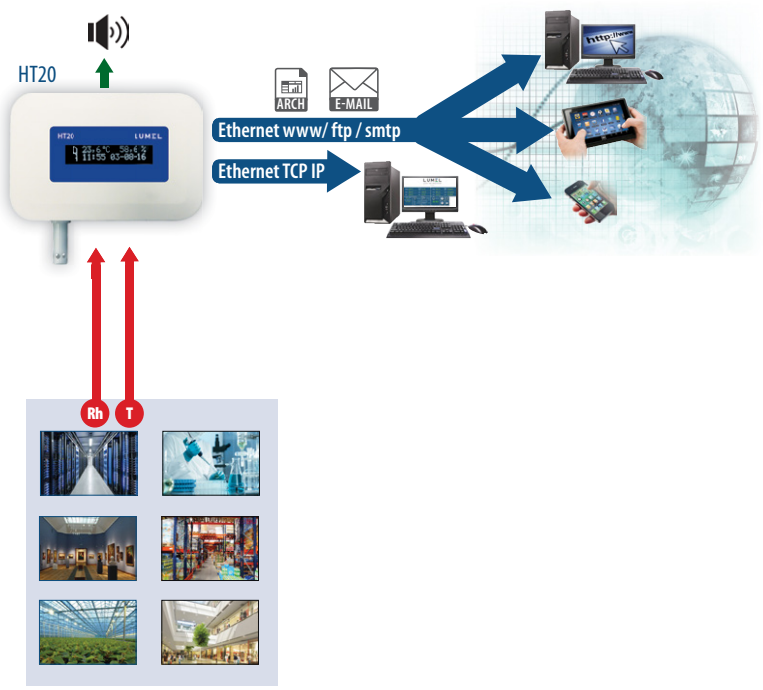 HT20
HT20 LUMEL
23.6°C 58.6%
11:55 03-08-16
ARCH
E-MAIL
Ethernet www/ ftp / smtp
Ethernet TCP IP
http://www
LUMEL
Rh
T